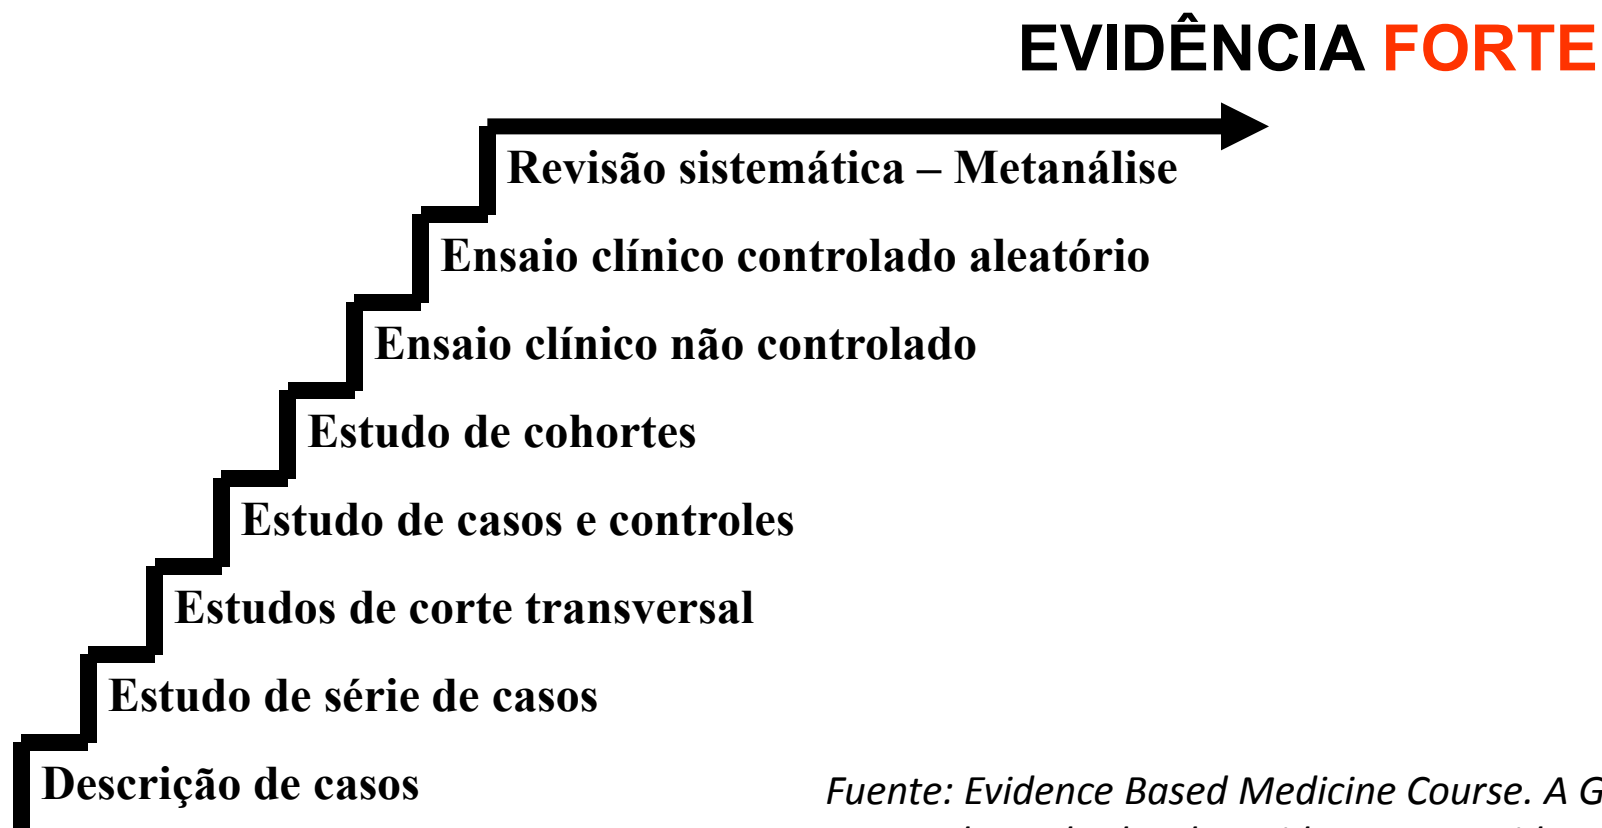 EVIDÊNCIA FORTE
Revisão sistemática – Metanálise
Ensaio clínico controlado aleatório
Ensaio clínico não controlado
Estudo de cohortes
Estudo de casos e controles
Estudos de corte transversal
Estudo de série de casos
Descrição de casos
Fuente: Evidence Based Medicine Course. A G